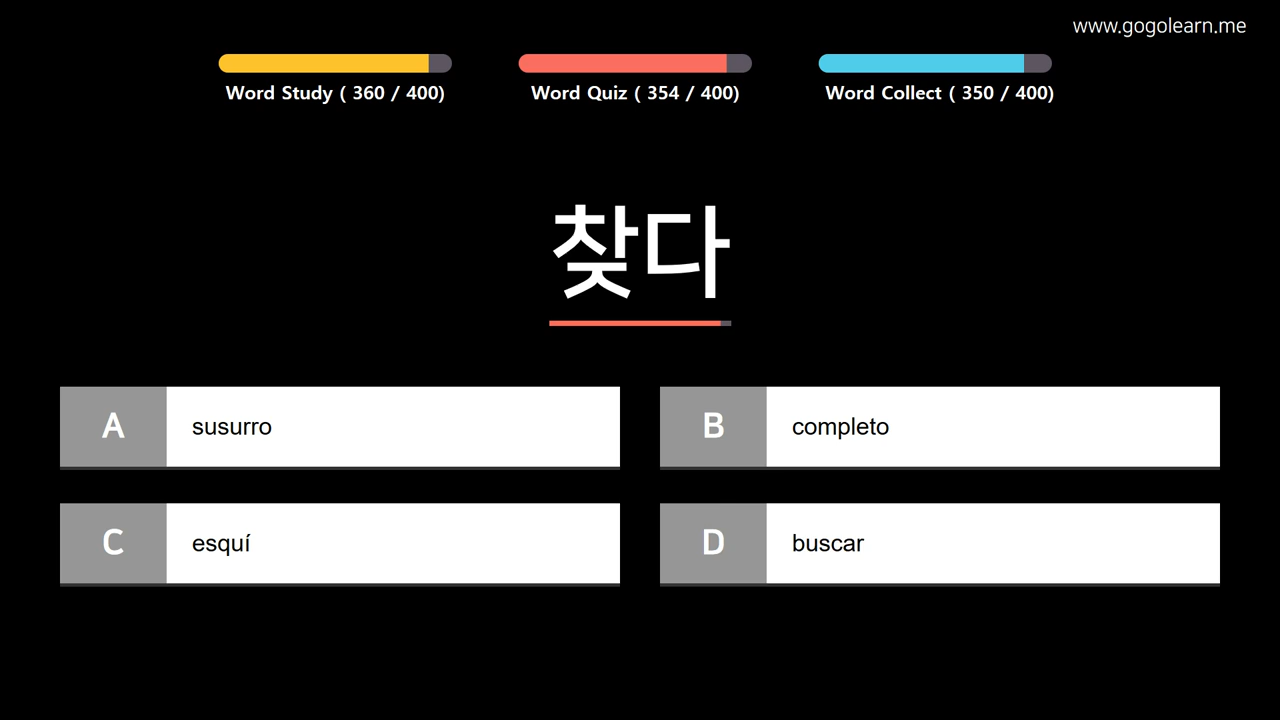 www.gogolearn.me
Word Study ( 360 / 400)
Word Quiz ( 354 / 400)
Word Collect ( 350 / 400)
찾다
A
susurro
B
completo
C
esquí
D
buscar